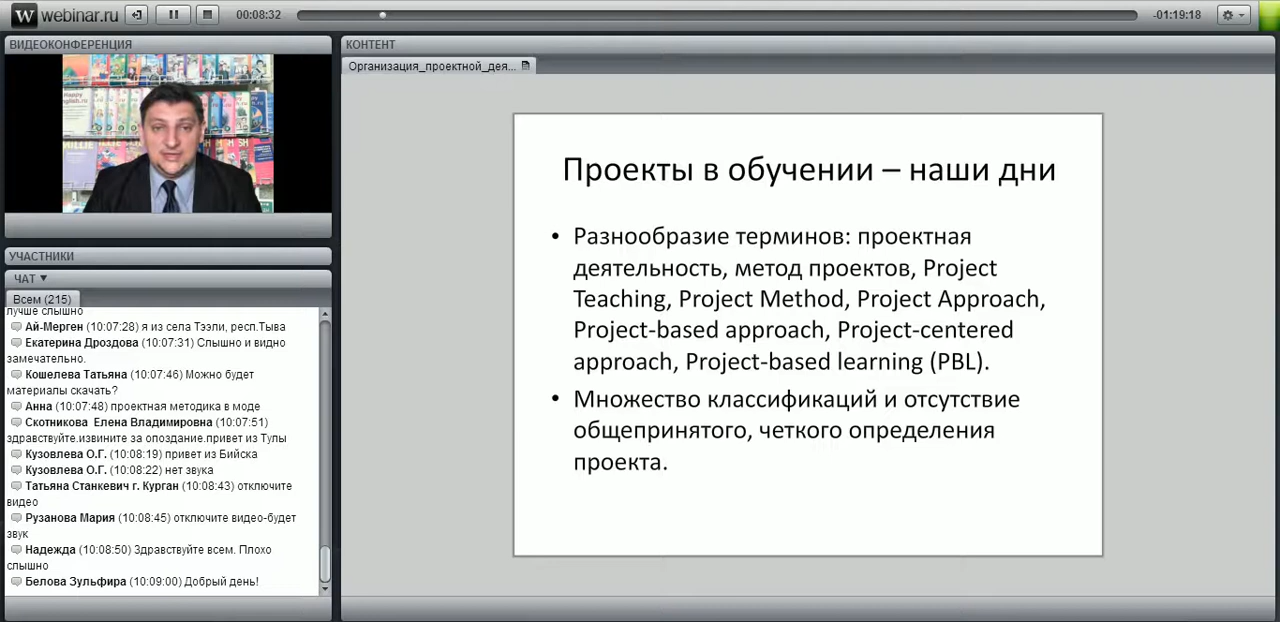 webinar.ru
00:08:32
-01:19:18
ВИДЕОКОНФЕРЕНЦИЯ
УЧАСТНИКИ
ЧАТ
Всем (215)
лучше слышно
Ай-Мерген (10:07:28) я из села Тээли, респ.Тыва
Екатерина Дроздова (10:07:31) Слышно и видно
замечательно.
Кошелева Татьяна (10:07:46) Можно будет
материалы скачать?
Анна (10:07:48) проектная методика в моде
Скотникова Елена Владимировна (10:07:51)
здравствуйте.извините за опоздание.привет из Тулы
Кузовлева О.Г. (10:08:19) привет из Бийска
Кузовлева О.Г. (10:08:22) нет звука
Татьяна Станкевич г. Курган (10:08:43) отключите
видео
Рузанова Мария (10:08:45) отключите видео-будет
звук
Надежда (10:08:50) Здравствуйте всем. Плохо
слышно
Белова Зульфира (10:09:00) Добрый день!
КОНТЕНТ
Организация_проектной_дея...
Проекты в обучении – наши дни
• Разнообразие терминов: проектная
деятельность, метод проектов, Project
Teaching, Project Method, Project Approach,
Project-based approach, Project-centered
approach, Project-based learning (PBL).
• Множество классификаций и отсутствие
общепринятого, четкого определения
проекта.